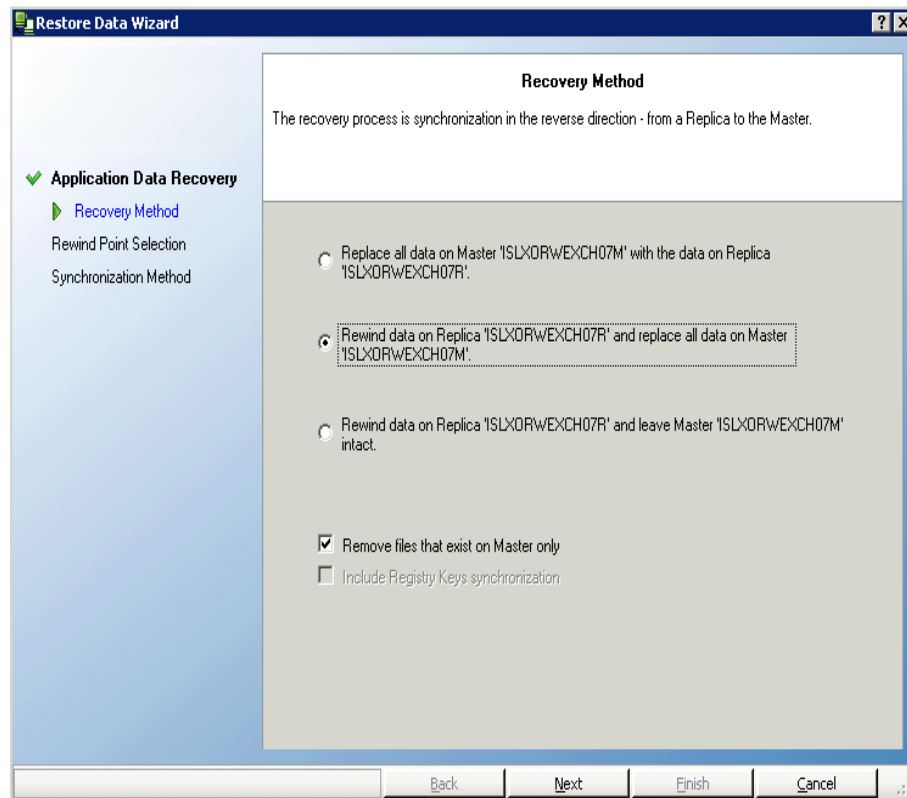 Restore Data Wizard
Recovery Method
The recovery process is synchronization in the reverse direction - from a Replica to the Master.
Application Data Recovery
Recovery Method
Rewind Point Selection
Synchronization Method
Replace all data on Master 'ISLXORWEXCH07M' with the data on Replica
'ISLXORWEXCH07R'.
Rewind data on Replica 'ISLXORWEXCH07R' and replace all data on Master
'ISLXORWEXCH07M'.
Rewind data on Replica 'ISLXORWEXCH07R' and leave Master 'ISLXORWEXCH07M'
intact.
Remove files that exist on Master only
Include Registry Keys synchronization
Back Next Finish Cancel